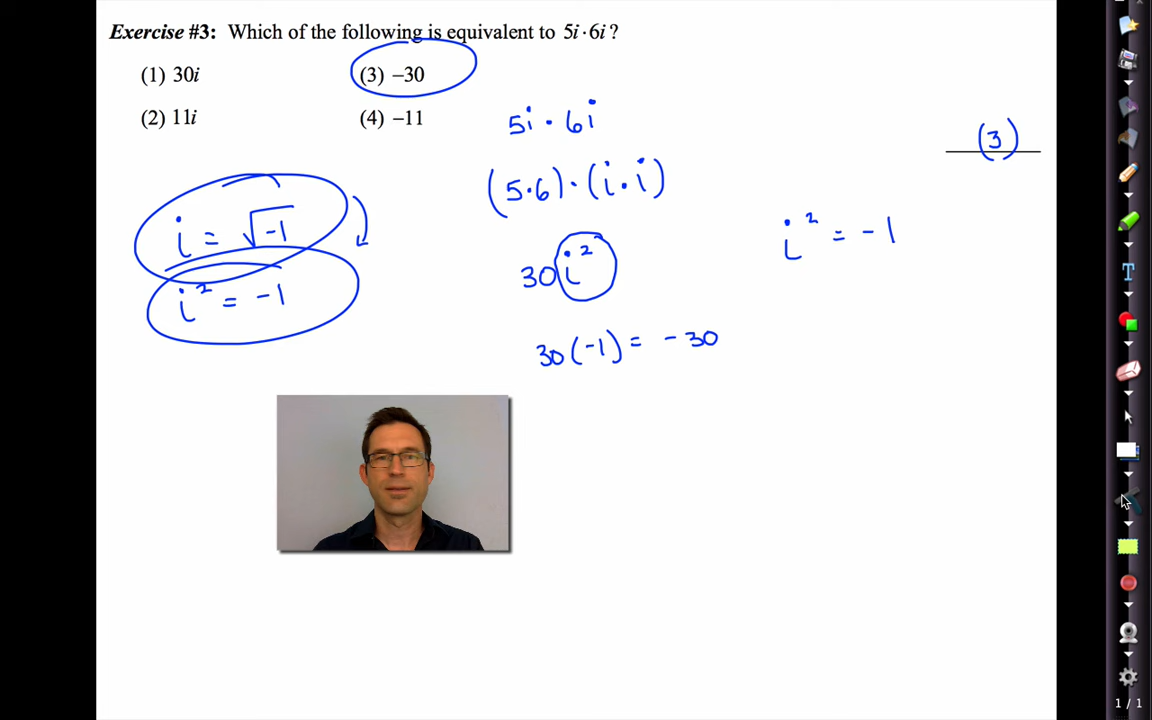 Exercise #3: Which of the following is equivalent to 5i·6i?
(1) 30i
(3) −30
(2) 11i
(4) −11
5i · 6i
(3)
(5·6)·(i·i)
i = √-1
i² = -1
30i²
i² = -1
30(-1) = -30
T
1 / 1